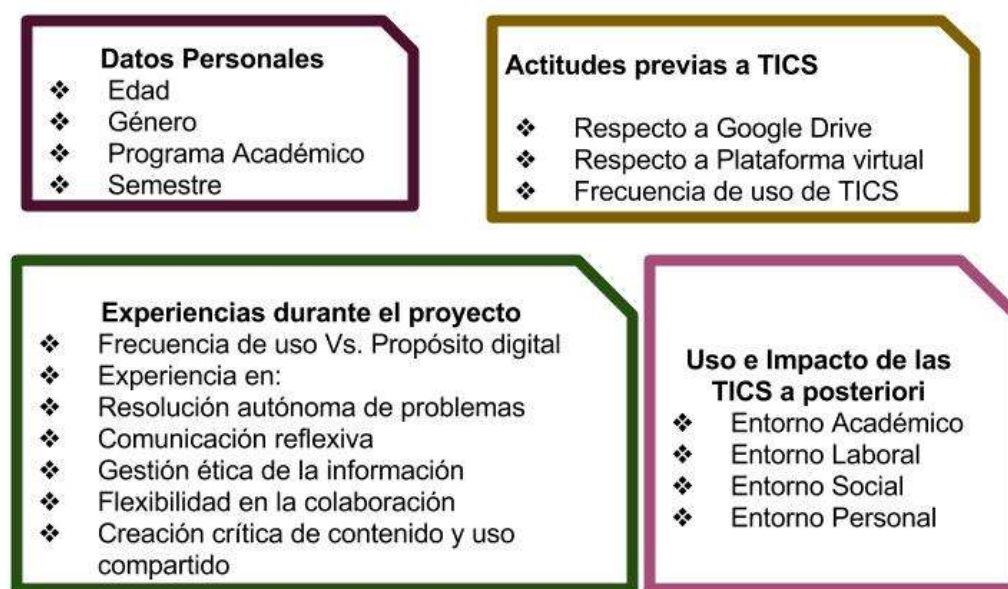 Datos Personales
❖ Edad
❖ Género
❖ Programa Académico
❖ Semestre
Actitudes previas a TICS
❖ Respecto a Google Drive
❖ Respecto a Plataforma virtual
❖ Frecuencia de uso de TICS
Experiencias durante el proyecto
❖ Frecuencia de uso Vs. Propósito digital
❖ Experiencia en:
❖ Resolución autónoma de problemas
❖ Comunicación reflexiva
❖ Gestión ética de la información
❖ Flexibilidad en la colaboración
❖ Creación crítica de contenido y uso
compartido
Uso e Impacto de las
TICS a posteriori
❖ Entorno Académico
❖ Entorno Laboral
❖ Entorno Social
❖ Entorno Personal